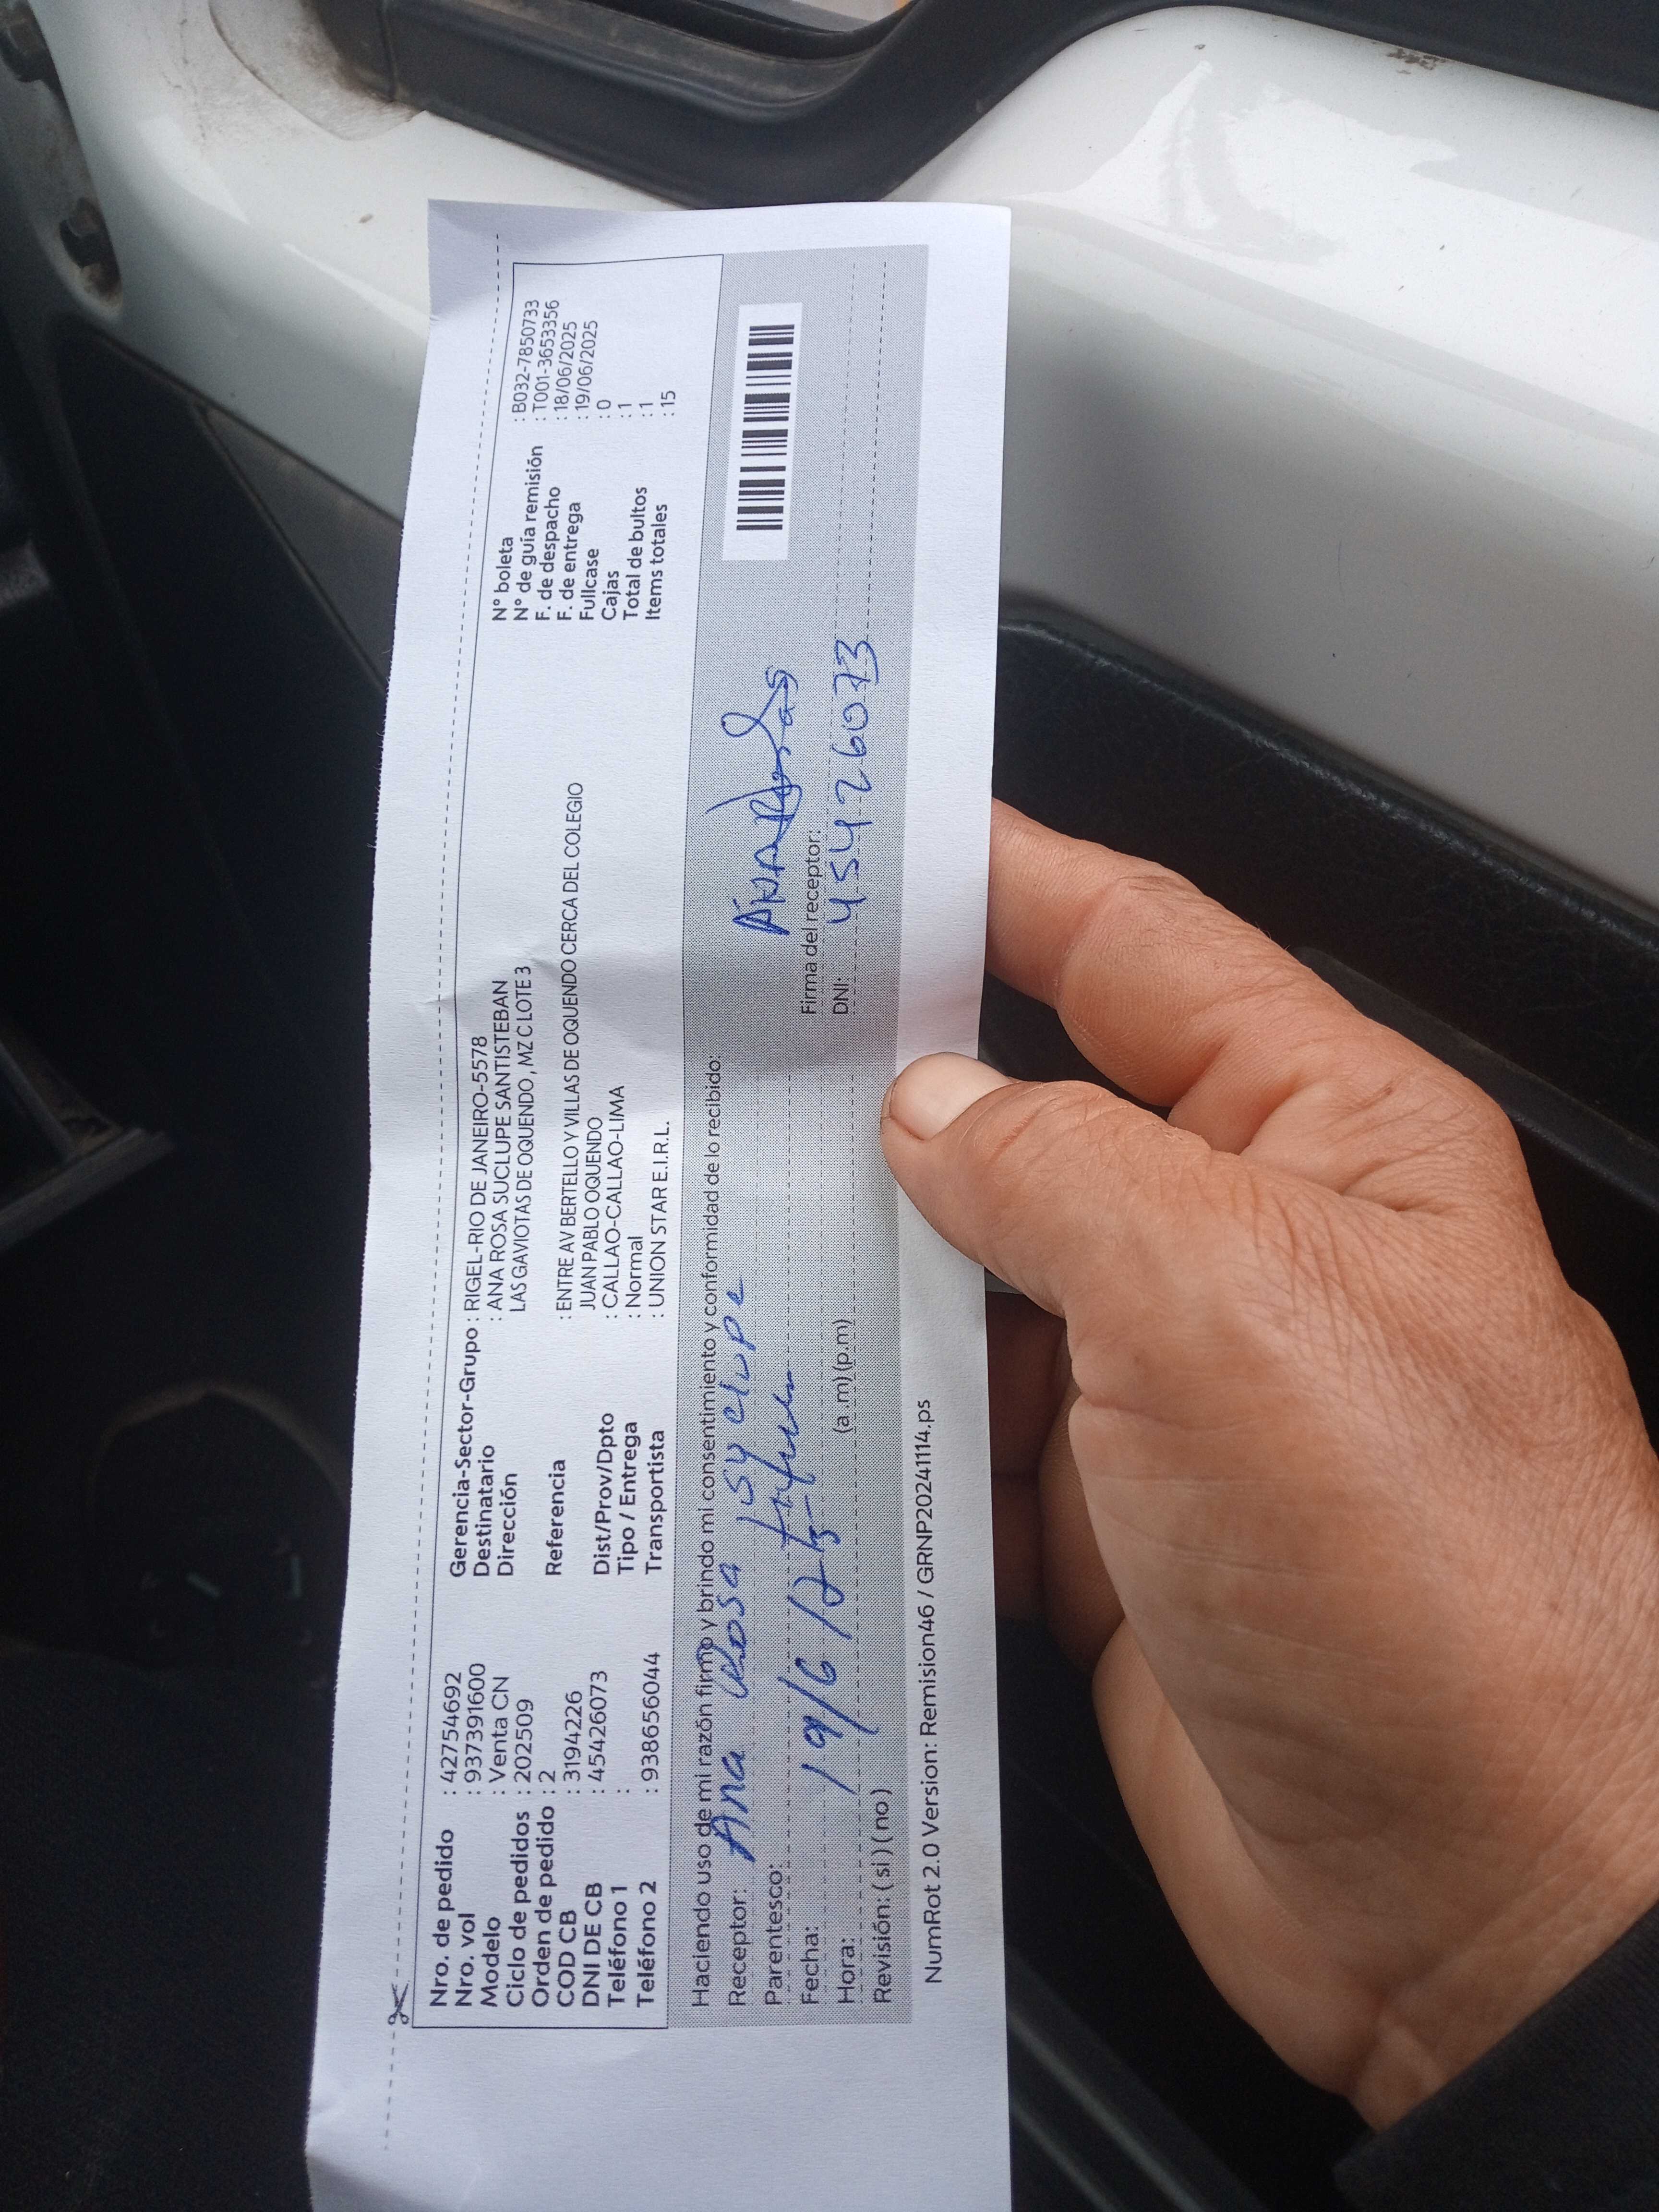 Nro. de pedido : 42754692
Nro. vol : 937391600
Modelo : Venta CN
Ciclo de pedidos : 202509
Orden de pedido : 2
COD CB : 3194226
DNI DE CB : 45426073
Teléfono 1 :
Teléfono 2 : 938656044
Gerencia-Sector-Grupo : RIGEL-RIO DE JANEIRO-5578
Destinatario : ANA ROSA SUCLUPE SANTISTEBAN
Dirección LAS GAVIOTAS DE OQUENDO , MZ C LOTE 3
Referencia : ENTRE AV BERTELLO Y VILLAS DE OQUENDO CERCA DEL COLEGIO
JUAN PABLO OQUENDO
Dist/Prov/Dpto : CALLAO-CALLAO-LIMA
Tipo / Entrega : Normal
Transportista : UNION STAR E.I.R.L.
N° boleta : B032-7850733
N° de guía remisión : T001-3653356
F. de despacho : 18/06/2025
F. de entrega : 19/06/2025
Fullcase : 0
Cajas : 1
Total de bultos : 1
Items totales : 15
Haciendo uso de mi razón firmo y brindo mi consentimiento y conformidad de lo recibido:
Receptor: Ana Rosa Suclupe
Parentesco:
Fecha: 19/6/25
Hora: (a .m) (p.m)
Revisión: ( si ) ( no )
Firma del receptor:
DNI: 45426073
NumRot 2.0 Version: Remision46 / GRNP20241114.ps